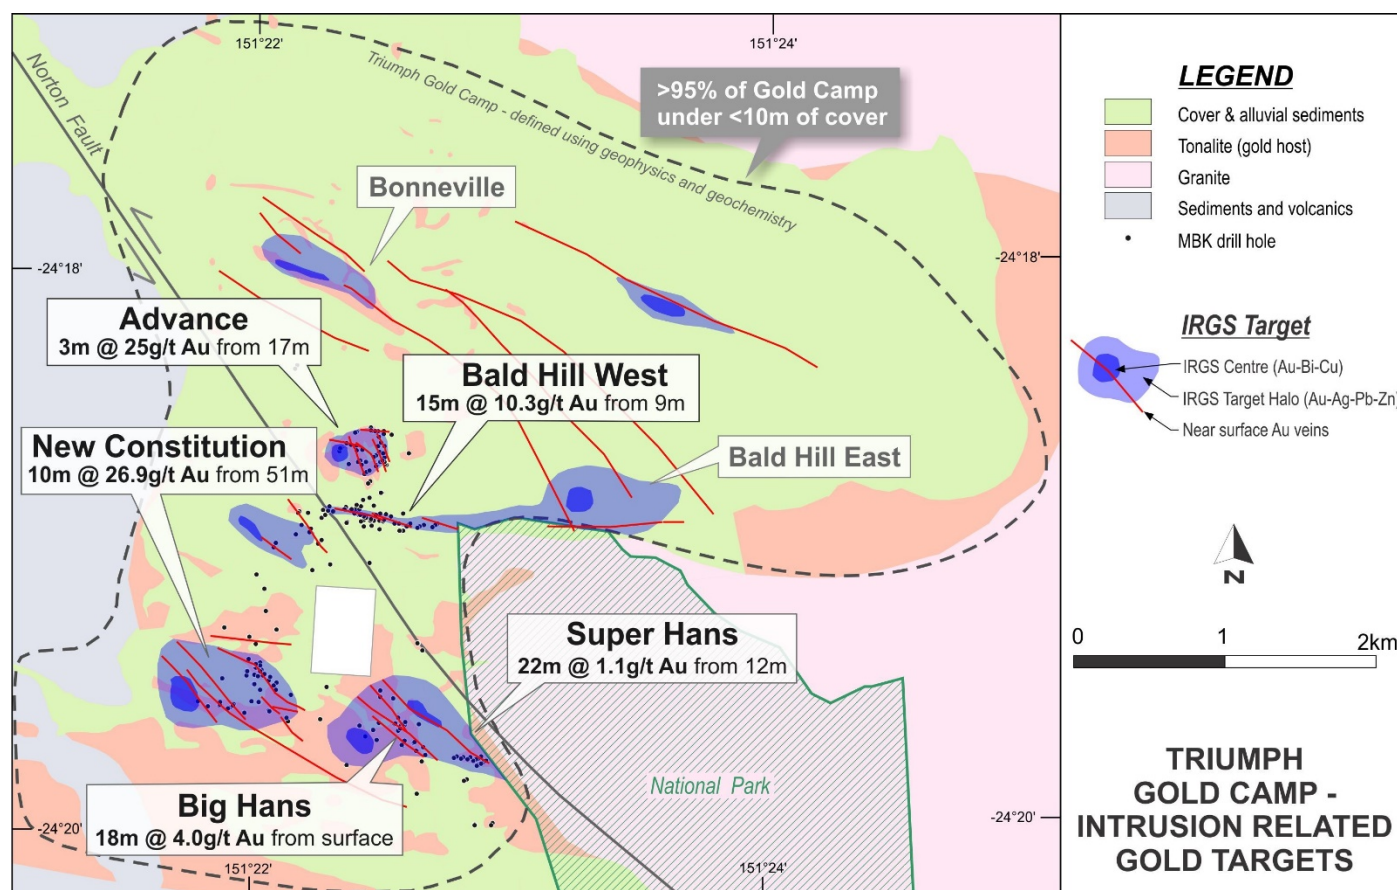 151°22'
151°24'
Norton Fault
Triumph Gold Camp - defined using geophysics and geochemistry
>95% of Gold Camp
under <10m of cover
Bonneville
-24°18'
-24°18'
Advance
3m @ 25g/t Au from 17m
Bald Hill West
15m @ 10.3g/t Au from 9m
New Constitution
10m @ 26.9g/t Au from 51m
Bald Hill East
Super Hans
22m @ 1.1g/t Au from 12m
National Park
Big Hans
18m @ 4.0g/t Au from surface
-24°20'
-24°20'
151°22'
151°24'
LEGEND
Cover & alluvial sediments
Tonalite (gold host)
Granite
Sediments and volcanics
MBK drill hole
IRGS Target
IRGS Centre (Au-Bi-Cu)
IRGS Target Halo (Au-Ag-Pb-Zn)
Near surface Au veins
N
0 1 2km
TRIUMPH
GOLD CAMP -
INTRUSION RELATED
GOLD TARGETS